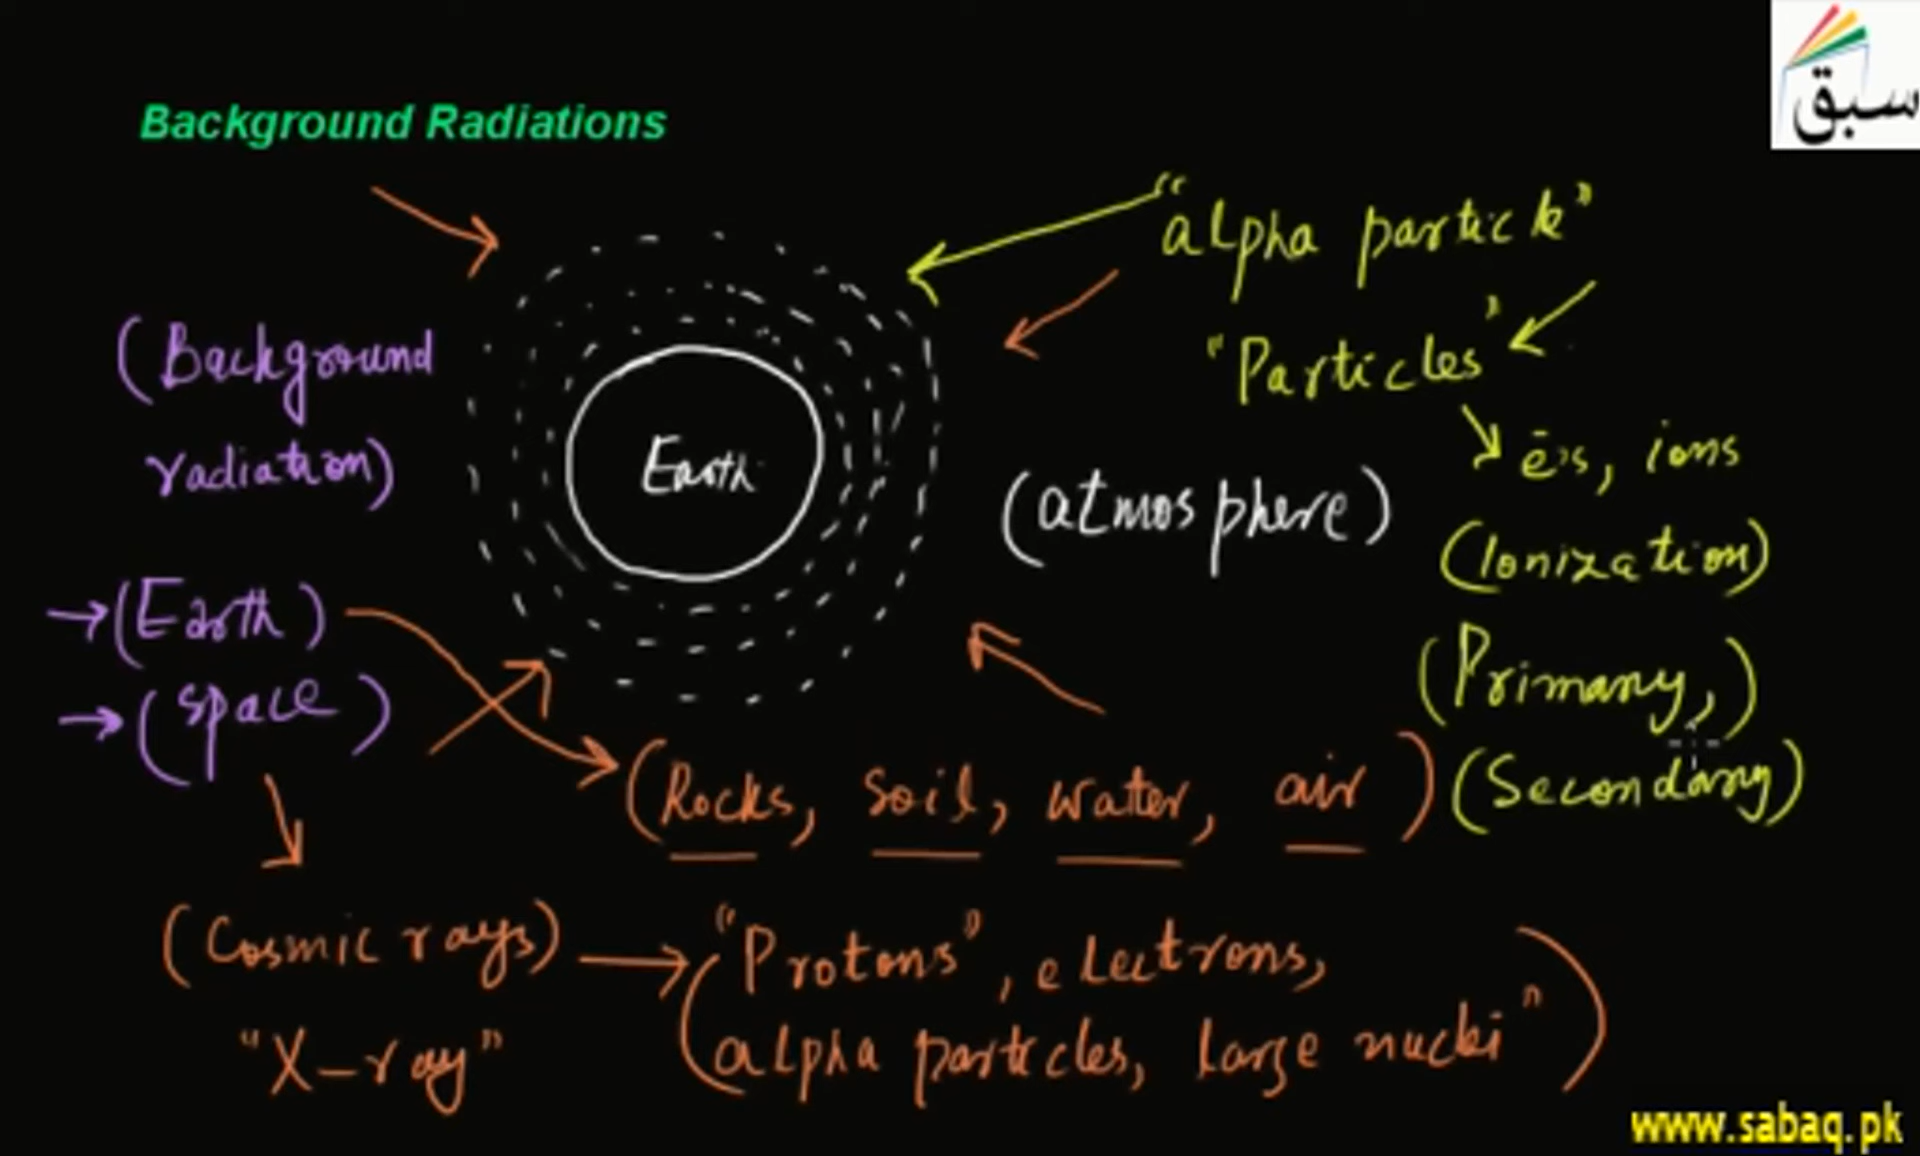 سبق
Background Radiations
"alpha particle"
"Particles"
(Background
radiation)
Earth
(atmosphere)
ē's, ions
(Ionization)
→(Earth)
→(space)
(Primary,)
(Secondary)
(Rocks, soil, water, air)
(Cosmic rays) → "Protons", electrons,
(alpha particles, large nuclei")
"X-ray"
www.sabaq.pk